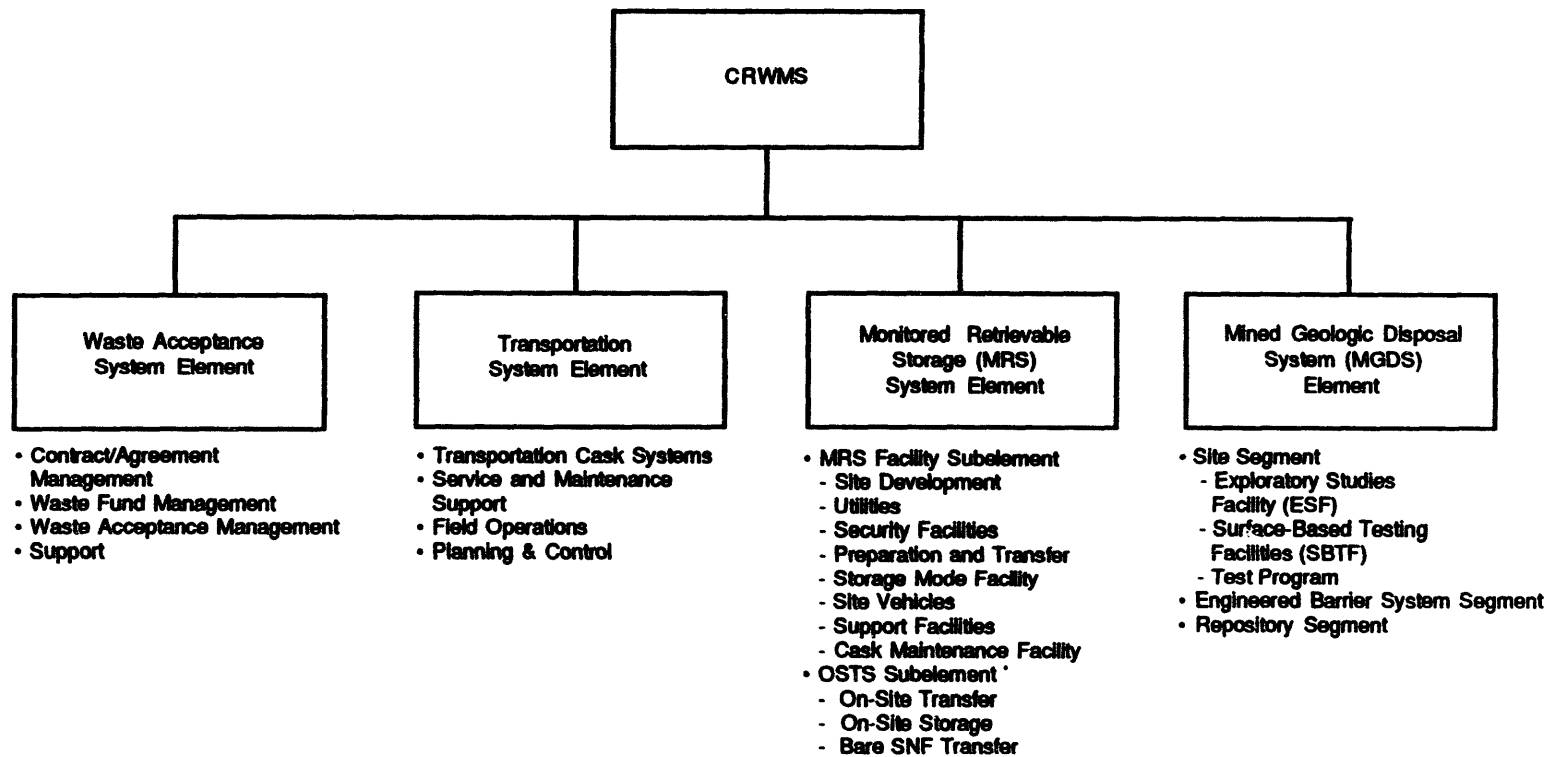 CRWMS
Waste Acceptance
System Element
• Contract/Agreement
Management
• Waste Fund Management
• Waste Acceptance Management
• Support
Transportation
System Element
• Transportation Cask Systems
• Service and Maintenance
Support
• Field Operations
• Planning & Control
Monitored Retrievable
Storage (MRS)
System Element
• MRS Facility Subelement
- Site Development
- Utilities
- Security Facilities
- Preparation and Transfer
- Storage Mode Facility
- Site Vehicles
- Support Facilities
- Cask Maintenance Facility
• OSTS Subelement
- On-Site Transfer
- On-Site Storage
- Bare SNF Transfer
Mined Geologic Disposal
System (MGDS)
Element
• Site Segment
- Exploratory Studies
Facility (ESF)
- Surface-Based Testing
Facilities (SBTF)
- Test Program
• Engineered Barrier System Segment
• Repository Segment